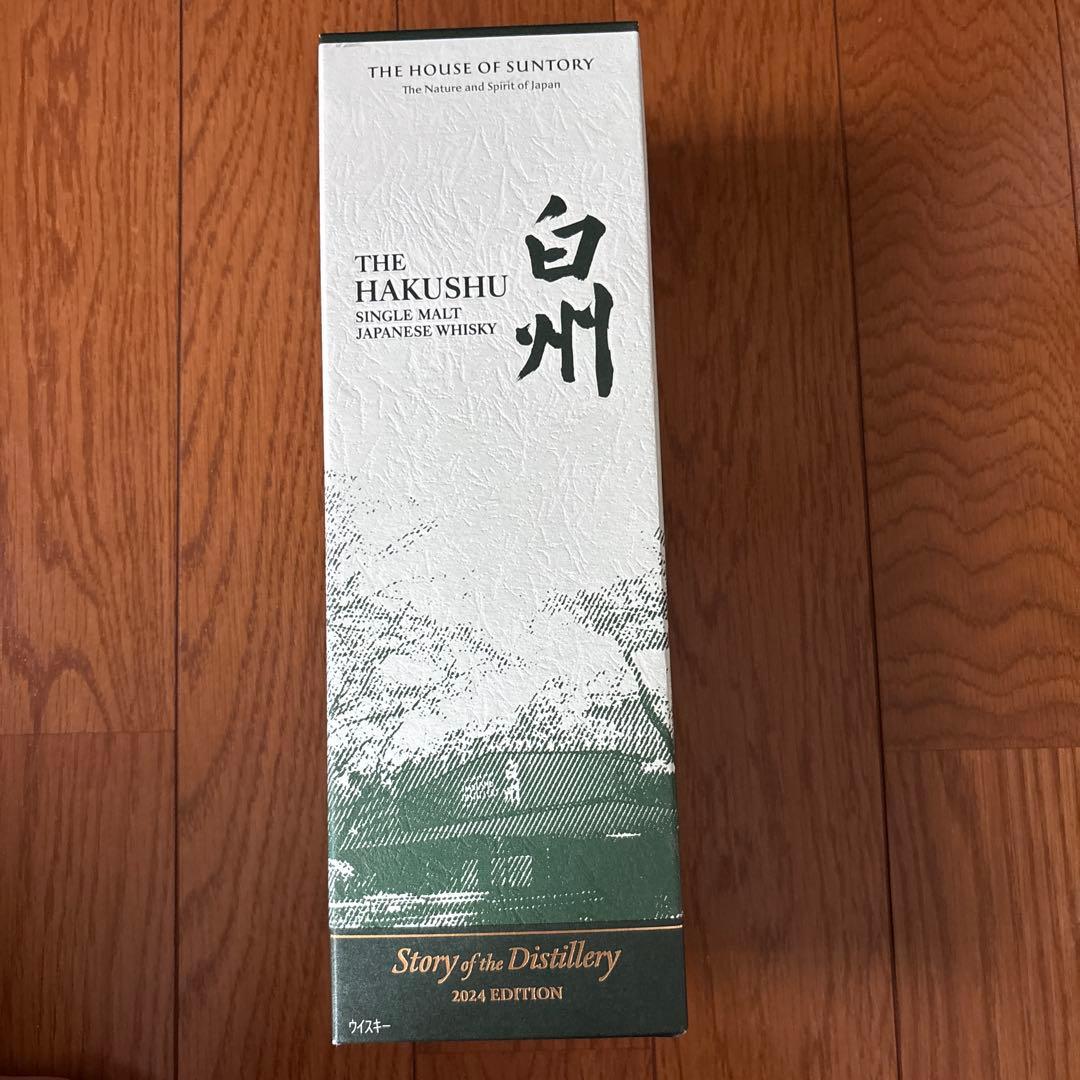 THE HOUSE OF SUNTORY
The Nature and Spirit of Japan
白州
THE
HAKUSHU
SINGLE MALT
JAPANESE WHISKY
Story of the Distillery
2024 EDITION
ウイスキー